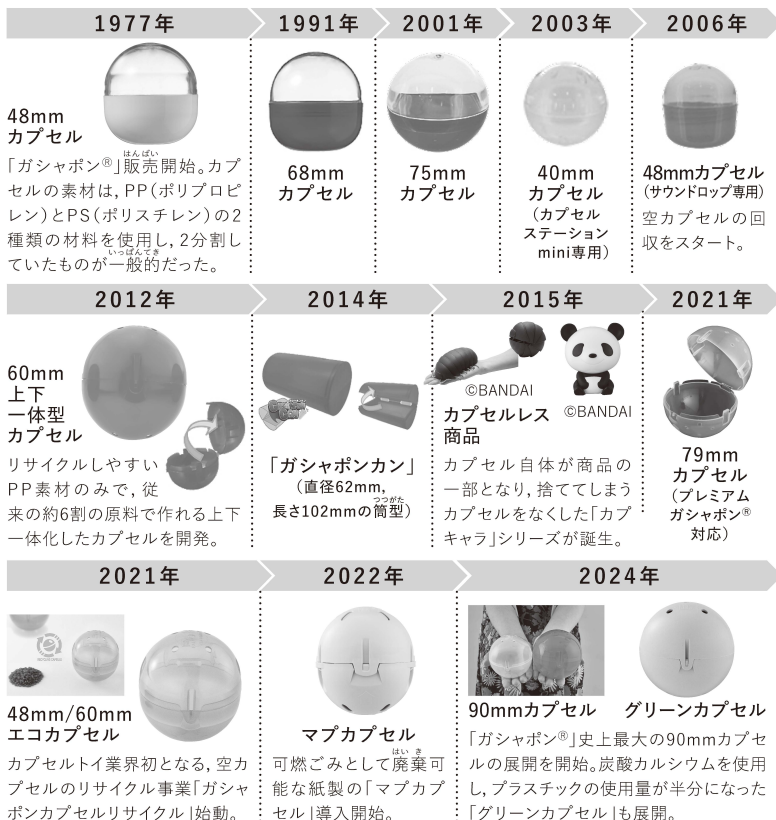 1977年
1991年
2001年
2003年
2006年
48mm
カプセル
「ガシャポン®」販売開始。カプ
セルの素材は，PP（ポリプロピ
レン）とPS（ポリスチレン）の2
種類の材料を使用し，2分割し
ていたものが一般的だった。
はんばい
いっぱんてき
68mm
カプセル
75mm
カプセル
40mm
カプセル
（カプセル
ステーション
mini専用）
48mmカプセル
（サウンドロップ専用）
空カプセルの回
収をスタート。
2012年
2014年
2015年
2021年
60mm
上下
一体型
カプセル
リサイクルしやすい
PP素材のみで，従
来の約6割の原料で作れる上下
一体化したカプセルを開発。
「ガシャポンカン」
（直径62mm，
つつがた
長さ102mmの筒型）
©BANDAI
©BANDAI
カプセルレス
商品
カプセル自体が商品の
一部となり，捨ててしまう
カプセルをなくした「カプ
キャラ」シリーズが誕生。
79mm
カプセル
（プレミアム
ガシャポン®
対応）
2021年
2022年
2024年
48mm/60mm
エコカプセル
カプセルトイ業界初となる，空カ
プセルのリサイクル事業「ガシャ
ポンカプセルリサイクル」始動。
マプカプセル
はいき
可燃ごみとして廃棄可
能な紙製の「マプカプ
セル」導入開始。
90mmカプセル
グリーンカプセル
「ガシャポン®」史上最大の90mmカプセ
ルの展開を開始。炭酸カルシウムを使用
し，プラスチックの使用量が半分になった
「グリーンカプセル」も展開。